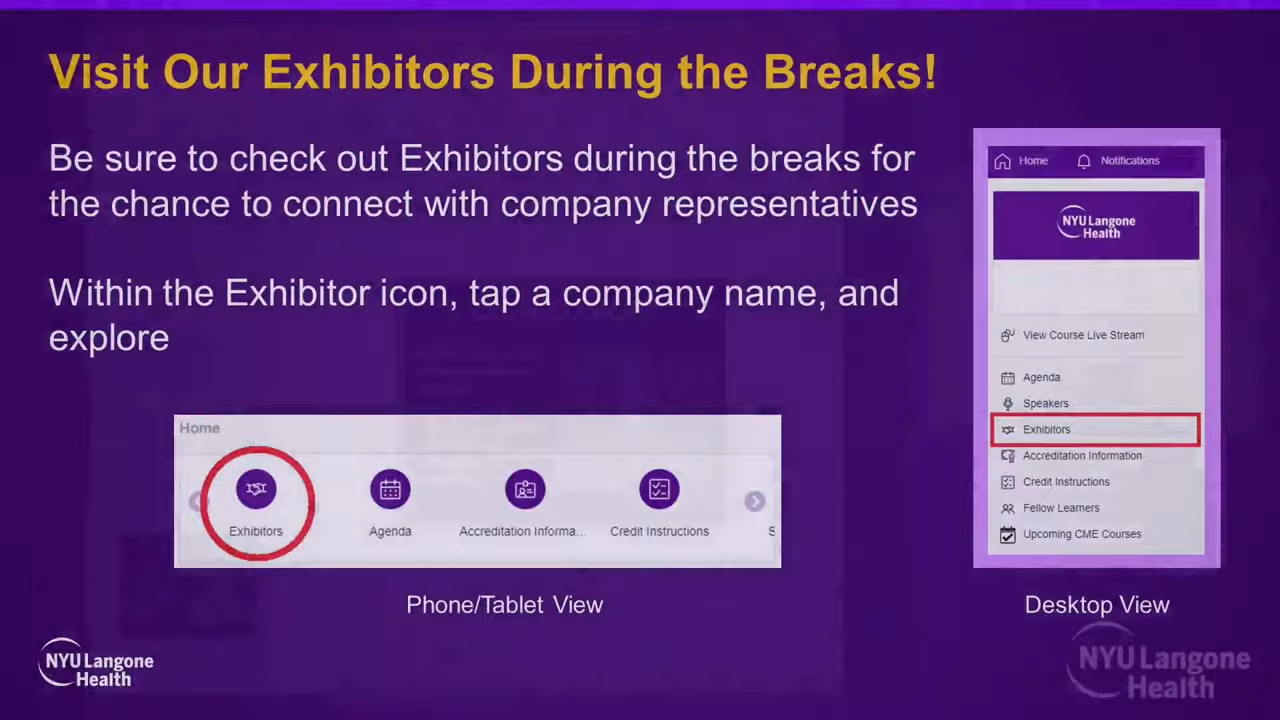 Visit Our Exhibitors During the Breaks!
Be sure to check out Exhibitors during the breaks for
the chance to connect with company representatives
Within the Exhibitor icon, tap a company name, and
explore
Home
Exhibitors
Agenda
Accreditation Informa...
Credit Instructions
S
Phone/Tablet View
Home
Notifications
NYU Langone
Health
View Course Live Stream
Agenda
Speakers
Exhibitors
Accreditation Information
Credit Instructions
Fellow Learners
Upcoming CME Courses
Desktop View
NYU Langone
Health
NYU Langone
Health